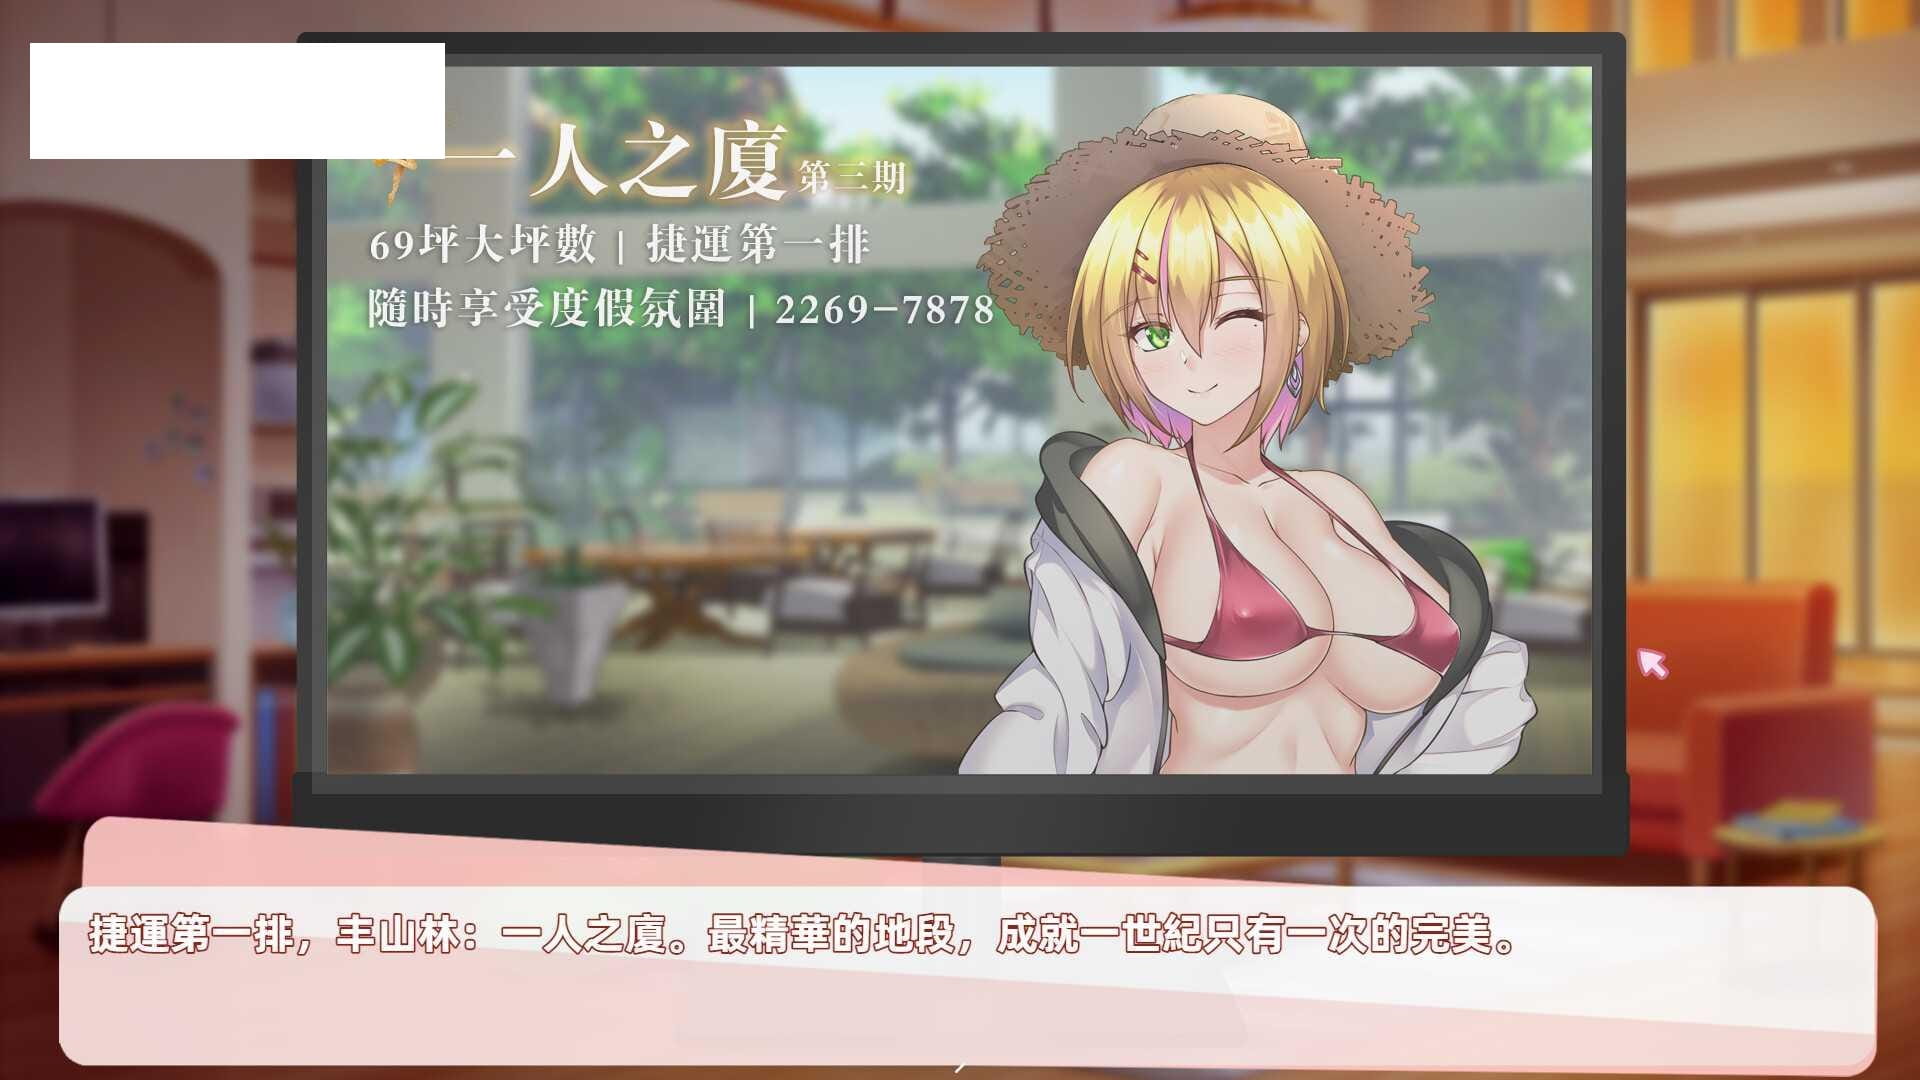 一人之廈 第三期
69坪大坪數 | 捷運第一排
隨時享受度假氛圍 | 2269-7878
捷運第一排，丰山林：一人之廈。最精華的地段，成就一世紀只有一次的完美。